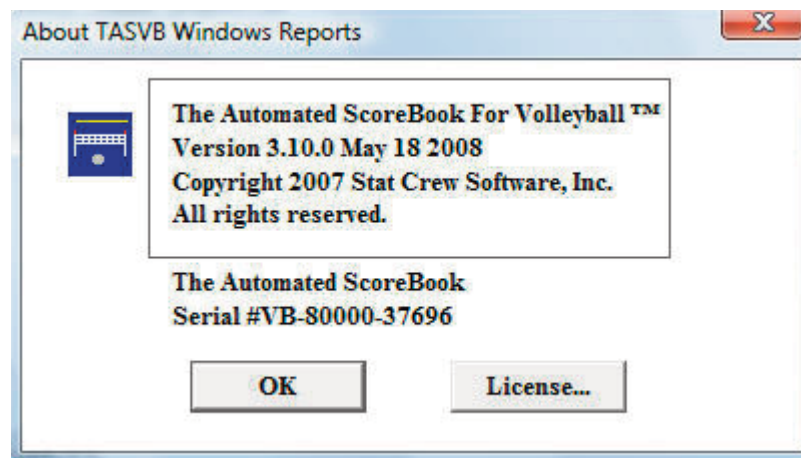 About TASVB Windows Reports
The Automated ScoreBook For Volleyball ™
Version 3.10.0 May 18 2008
Copyright 2007 Stat Crew Software, Inc.
All rights reserved.
The Automated ScoreBook
Serial #VB-80000-37696
OK
License...